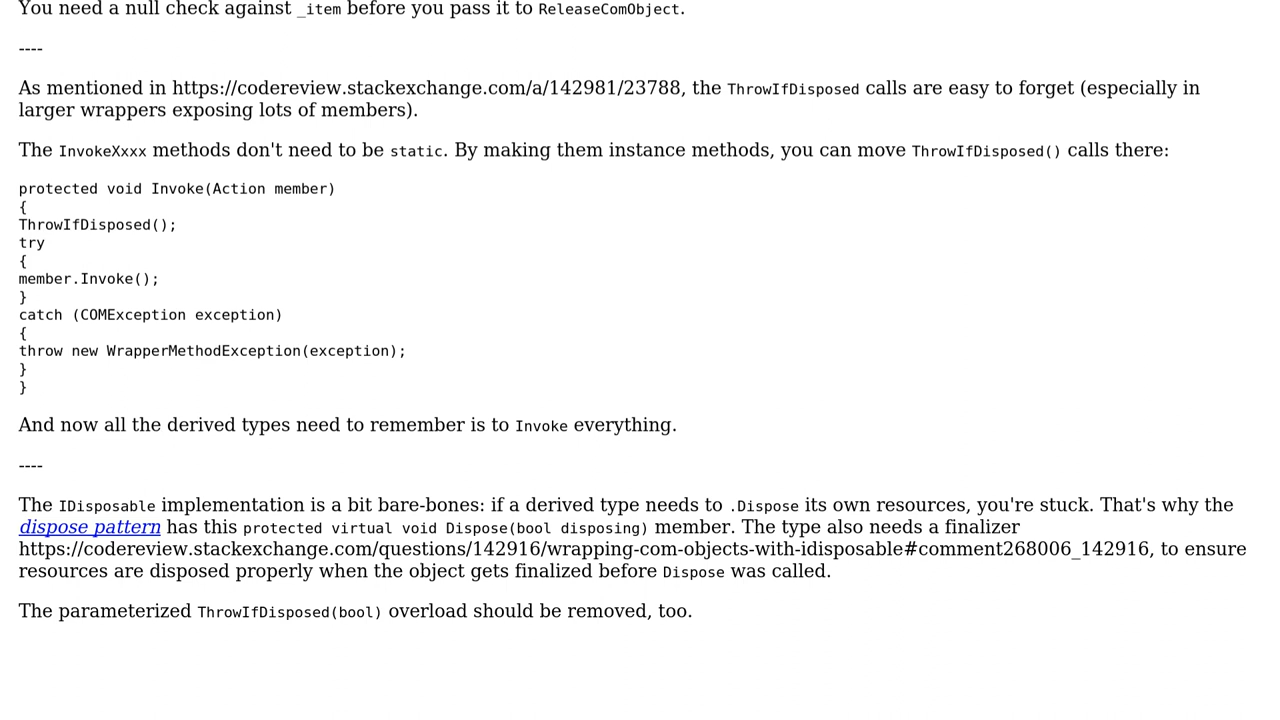 You need a null check against _item before you pass it to ReleaseComObject.
----
As mentioned in https://codereview.stackexchange.com/a/142981/23788, the ThrowIfDisposed calls are easy to forget (especially in
larger wrappers exposing lots of members).
The InvokeXxxx methods don't need to be static. By making them instance methods, you can move ThrowIfDisposed() calls there:
protected void Invoke(Action member)
{
ThrowIfDisposed();
try
{
member.Invoke();
}
catch (COMException exception)
{
throw new WrapperMethodException(exception);
}
}
And now all the derived types need to remember is to Invoke everything.
----
The IDisposable implementation is a bit bare-bones: if a derived type needs to .Dispose its own resources, you're stuck. That's why the
dispose pattern has this protected virtual void Dispose(bool disposing) member. The type also needs a finalizer
https://codereview.stackexchange.com/questions/142916/wrapping-com-objects-with-idisposable#comment268006_142916, to ensure
resources are disposed properly when the object gets finalized before Dispose was called.
The parameterized ThrowIfDisposed(bool) overload should be removed, too.